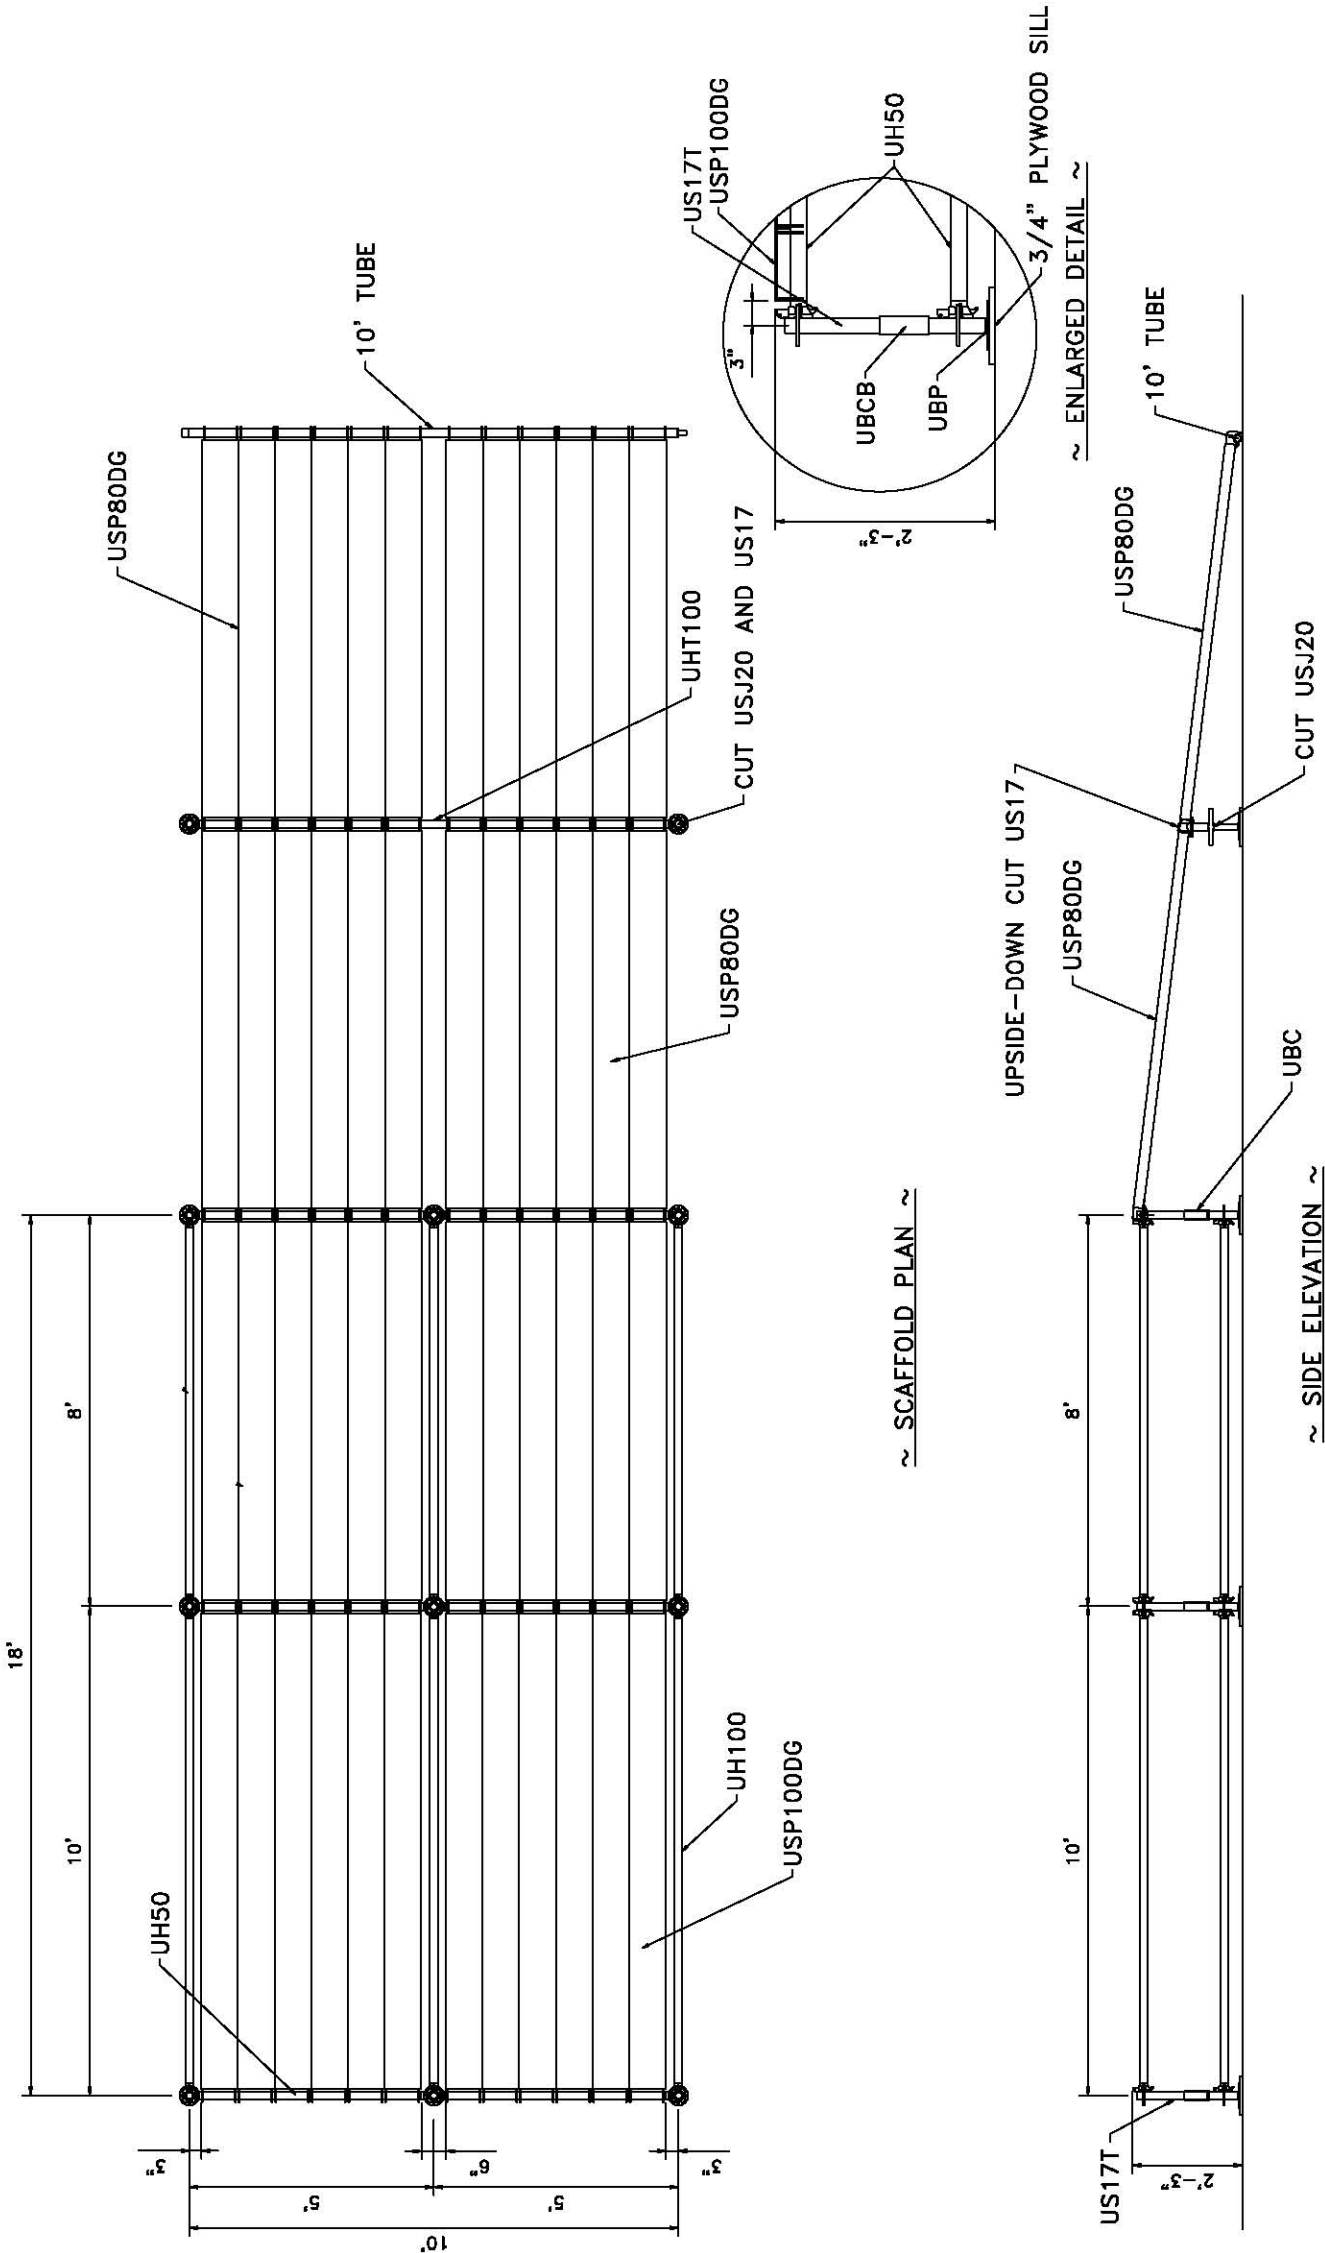 18'
10'
8'
UH50
USP80DG
10' TUBE
3"
5'
6"
10'
5'
3"
UH100
USP100DG
USP80DG
UHT100
CUT USJ20 AND US17
~ SCAFFOLD PLAN ~
US17T
USP100DG
UH50
3"
UBCB
UBP
2'-3"
3/4" PLYWOOD SILL
~ ENLARGED DETAIL ~
10'
8'
UPSIDE-DOWN CUT US17
USP80DG
USP80DG
10' TUBE
US17T
2'-3"
UBC
CUT USJ20
~ SIDE ELEVATION ~